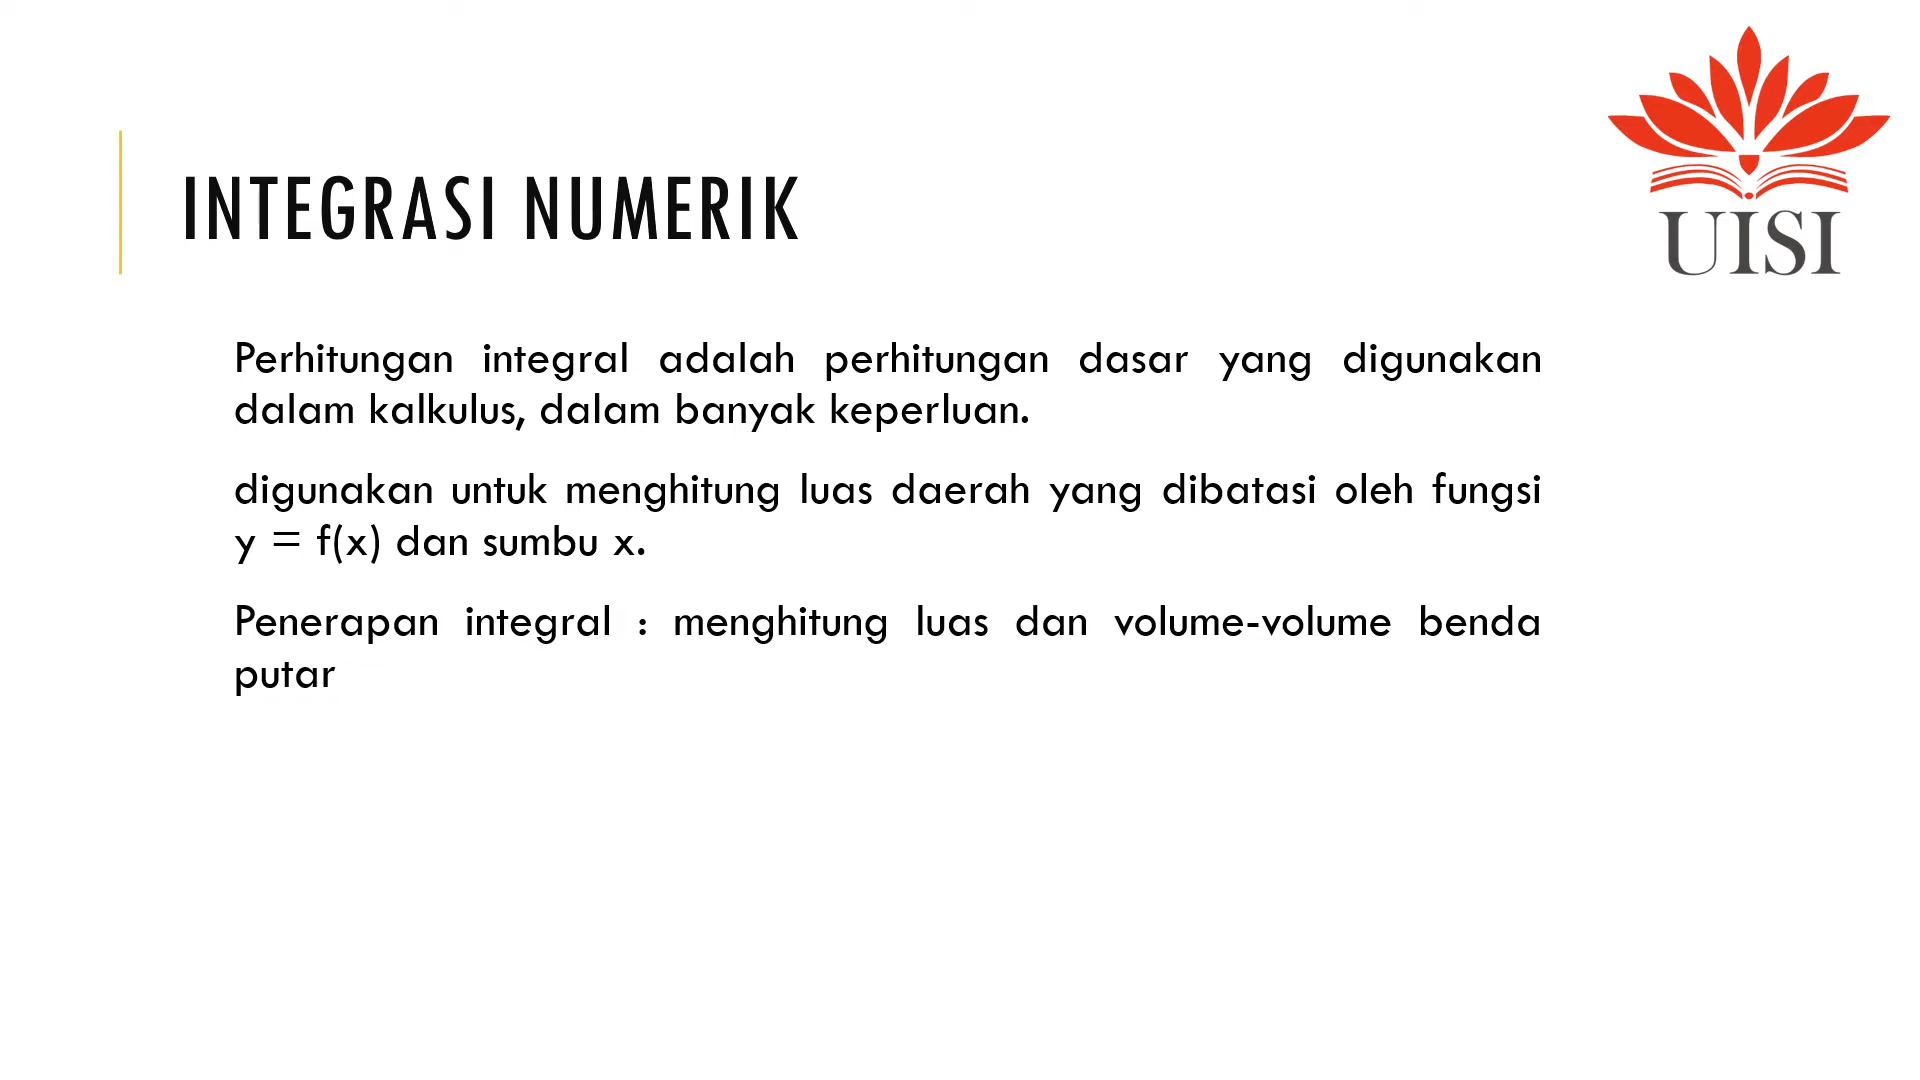 INTEGRASI NUMERIK
UISI
Perhitungan integral adalah perhitungan dasar yang digunakan
dalam kalkulus, dalam banyak keperluan.
digunakan untuk menghitung luas daerah yang dibatasi oleh fungsi
y = f(x) dan sumbu x.
Penerapan integral : menghitung luas dan volume-volume benda
putar